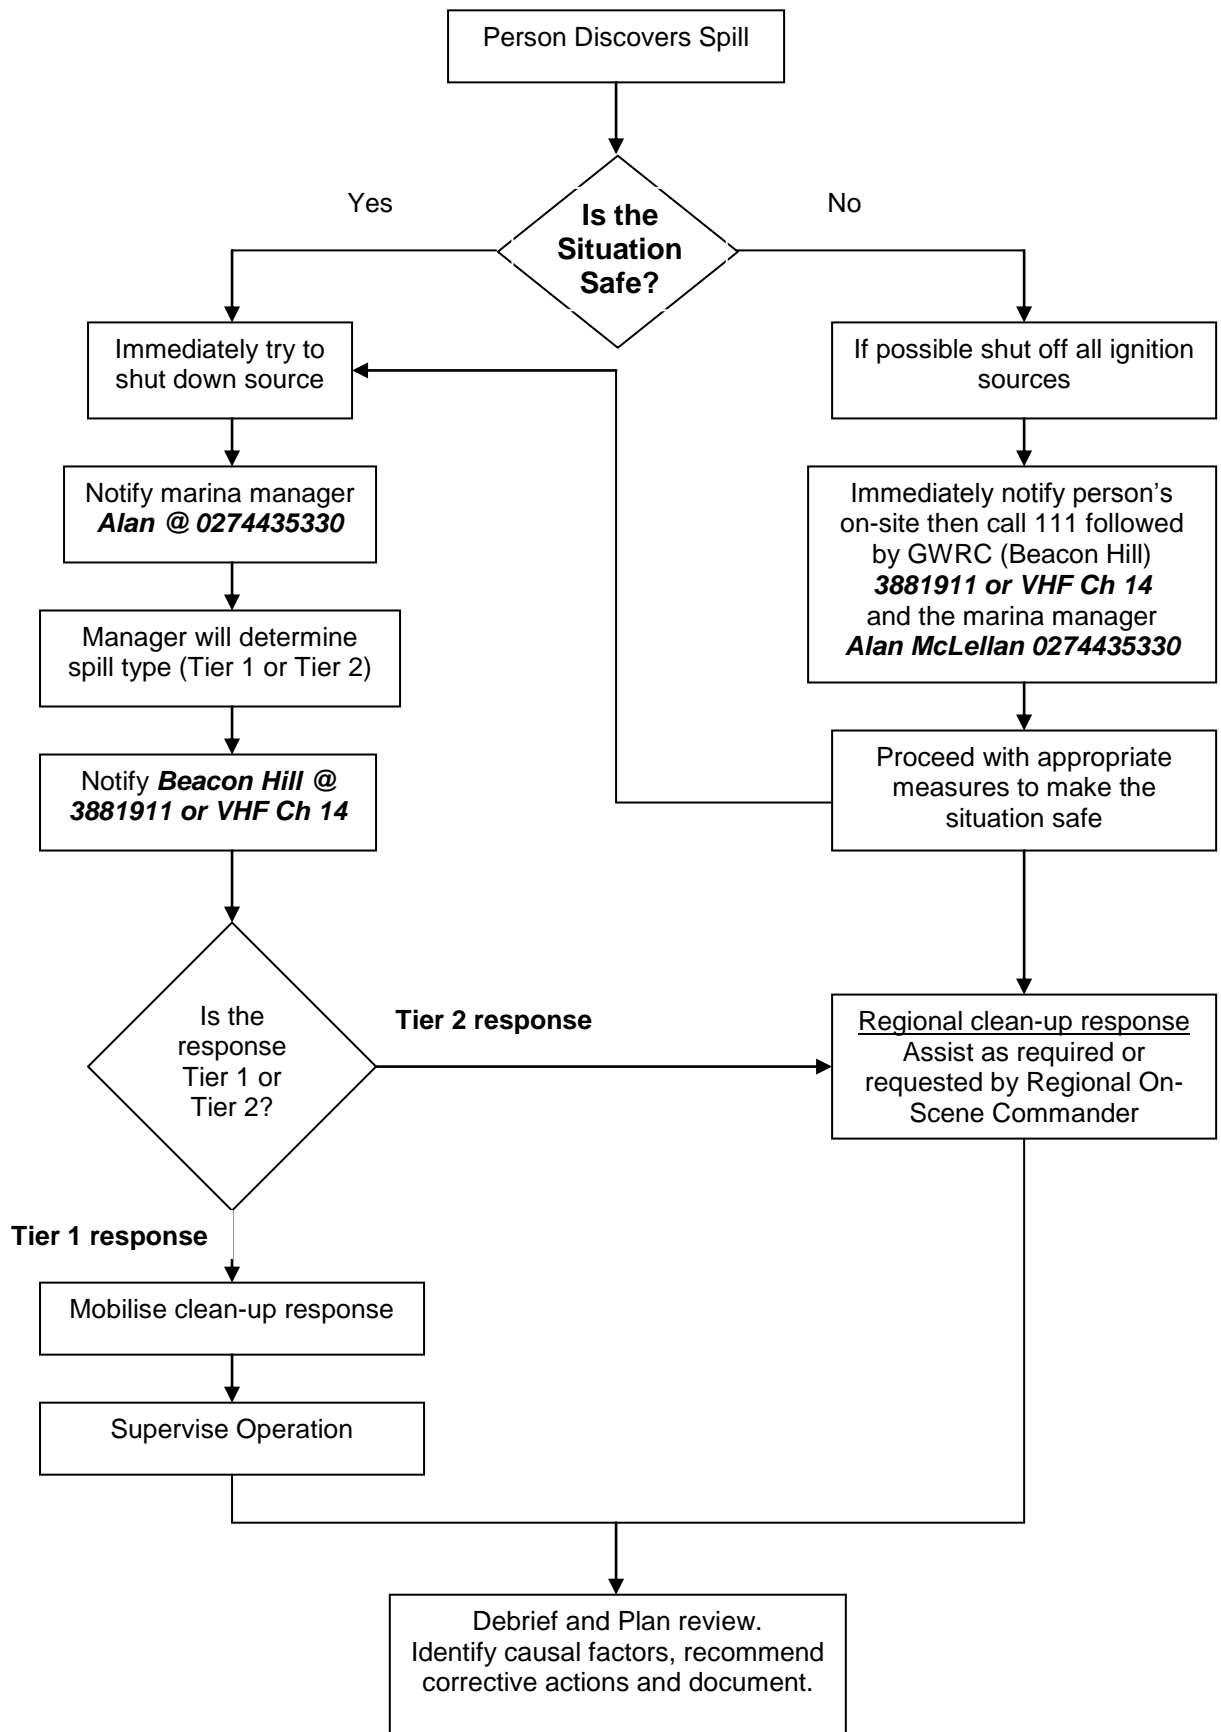 Person Discovers Spill
Yes
No
Is the
Situation
Safe?
Immediately try to
shut down source
If possible shut off all ignition
sources
Notify marina manager
Alan @ 0274435330
Immediately notify person's
on-site then call 111 followed
by GWRC (Beacon Hill)
3881911 or VHF Ch 14
and the marina manager
Alan McLellan 0274435330
Manager will determine
spill type (Tier 1 or Tier 2)
Notify Beacon Hill @
3881911 or VHF Ch 14
Proceed with appropriate
measures to make the
situation safe
Is the
response
Tier 1 or
Tier 2?
Tier 2 response
Regional clean-up response
Assist as required or
requested by Regional On-
Scene Commander
Tier 1 response
Mobilise clean-up response
Supervise Operation
Debrief and Plan review.
Identify causal factors, recommend
corrective actions and document.